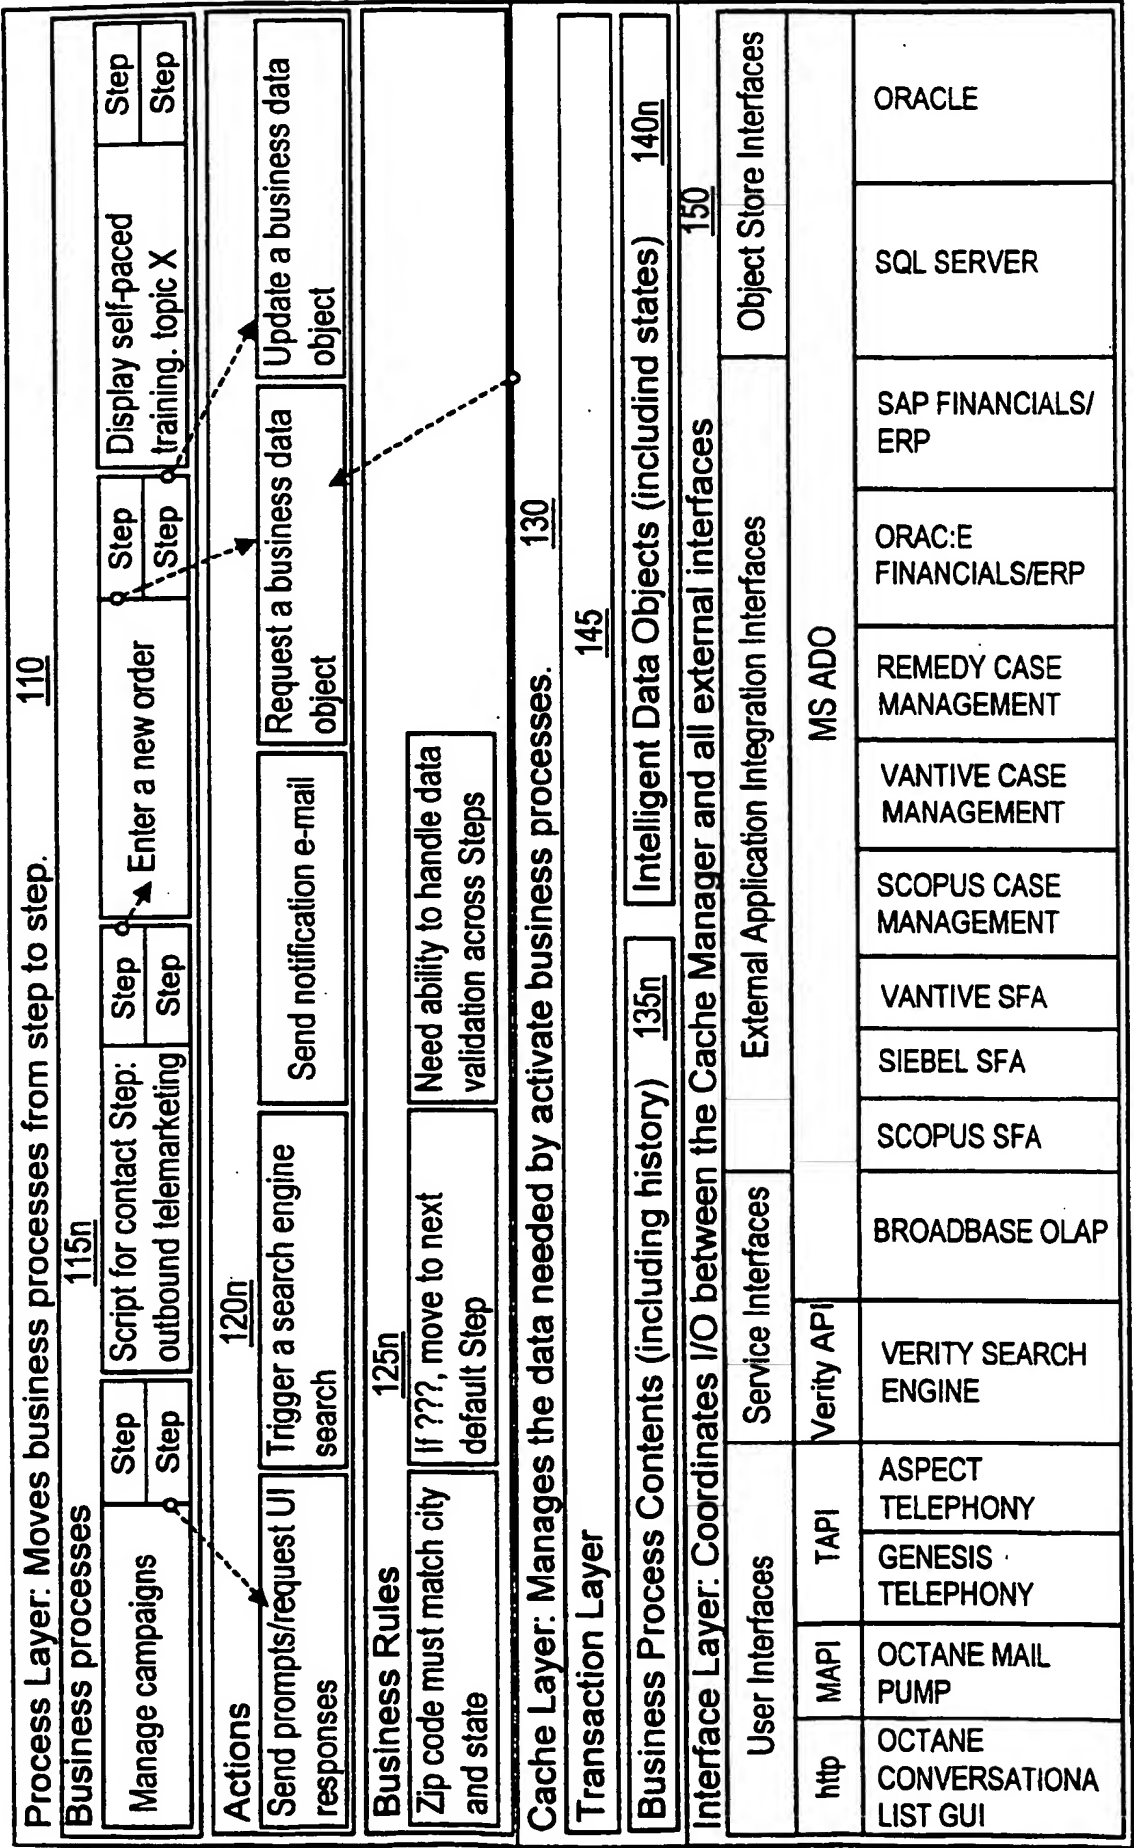 Process Layer: Moves business processes from step to step.
110
Business processes
115n
Manage campaigns
Step
Step
Script for contact Step:
outbound telemarketing
Step
Step
Enter a new order
Step
Step
Display self-paced
training. topic X
Step
Step
Actions
120n
Send prompts/request UI
responses
Trigger a search engine
search
Send notification e-mail
Request a business data
object
Update a business data
object
Business Rules
125n
Zip code must match city
and state
If ???, move to next
default Step
Need ability to handle data
validation across Steps
Cache Layer: Manages the data needed by activate business processes.
130
Transaction Layer
145
Business Process Contents (including history)
135n
Intelligent Data Objects (includind states)
140n
Interface Layer: Coordinates I/O between the Cache Manager and all external interfaces
150
User Interfaces
Service Interfaces
External Application Integration Interfaces
Object Store Interfaces
http
MAPI
TAPI
Verity API
MS ADO
OCTANE
CONVERSATIONA
LIST GUI
OCTANE MAIL
PUMP
GENESIS
TELEPHONY
ASPECT
TELEPHONY
VERITY SEARCH
ENGINE
BROADBASE OLAP
SCOPUS SFA
SIEBEL SFA
VANTIVE SFA
SCOPUS CASE
MANAGEMENT
VANTIVE CASE
MANAGEMENT
REMEDY CASE
MANAGEMENT
ORAC:E
FINANCIALS/ERP
SAP FINANCIALS/
ERP
SQL SERVER
ORACLE